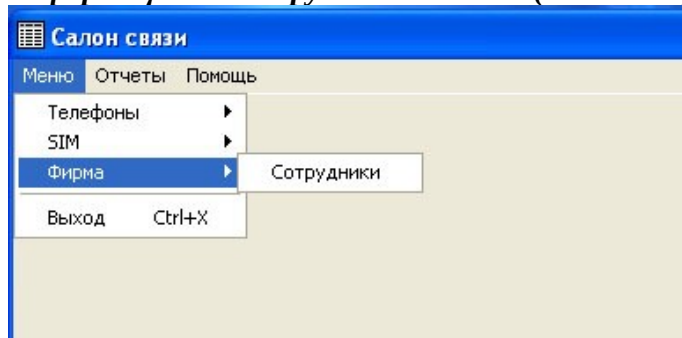 Салон связи
Меню Отчеты Помощь
Телефоны
SIM
Фирма
Сотрудники
Выход Ctrl+X